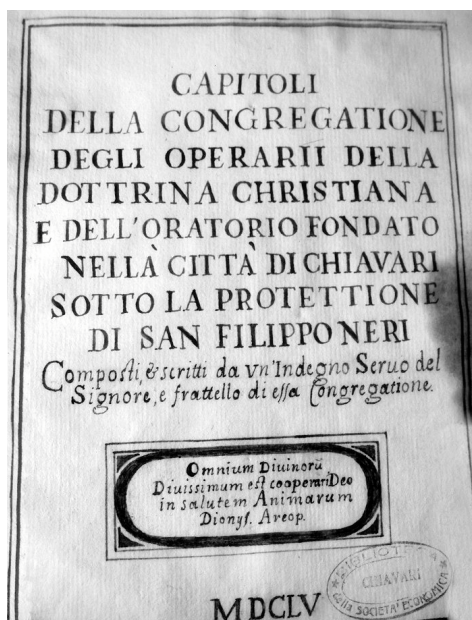 CAPITOLI
DELLA CONGREGATIONE
DEGLI OPERARII DELLA
DOTTRINA CHRISTIANA
E DELL'ORATORIO FONDATO
NELLÀ CITTÀ DI CHIAVARI
SOTTO LA PROTETTIONE
DI SAN FILIPPO NERI
Composti, & scritti da vn'Indegno Seruo del
Signore, e frattello di eſſa Congregatione.
Omnium Diuinorũ
Diuissimum eſt cooperari Deo
in salutem Animarum
Dionyſ. Areop.
BIBLIOTECA
CHIAVARI
della SOCIETÀ ECONOMICA
MDCLV